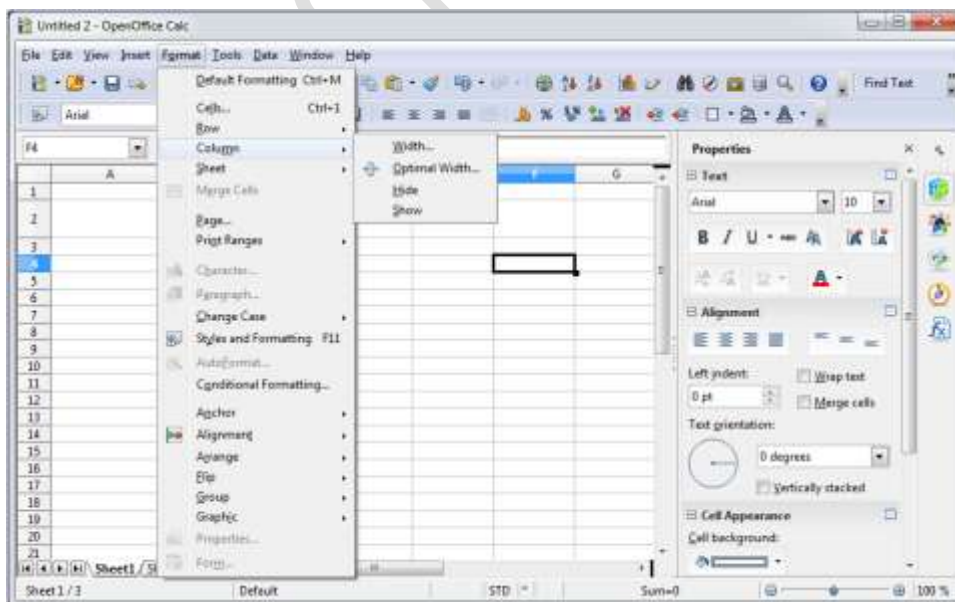 Untitled 2 - OpenOffice Calc
File Edit View Insert Format Tools Data Window Help
Find Text
Arial
F4
Default Formatting Ctrl+M
Cells... Ctrl+1
Row
Column
Sheet
Merge Cells
Page...
Print Ranges
Character...
Paragraph...
Change Case
Styles and Formatting F11
AutoFormat...
Conditional Formatting...
Anchor
Alignment
Arrange
Flip
Group
Graphic
Properties...
Form...
Width...
Optimal Width...
Hide
Show
A F G
1
2
3
4
5
6
7
8
9
10
11
12
13
14
15
16
17
18
19
20
21
Properties
Text
Arial 10
Alignment
Left indent: Wrap text
0 pt Merge cells
Text orientation:
0 degrees
Vertically stacked
Cell Appearance
Cell background:
Sheet1
Sheet 1 / 3 Default STD * Sum=0 100 %